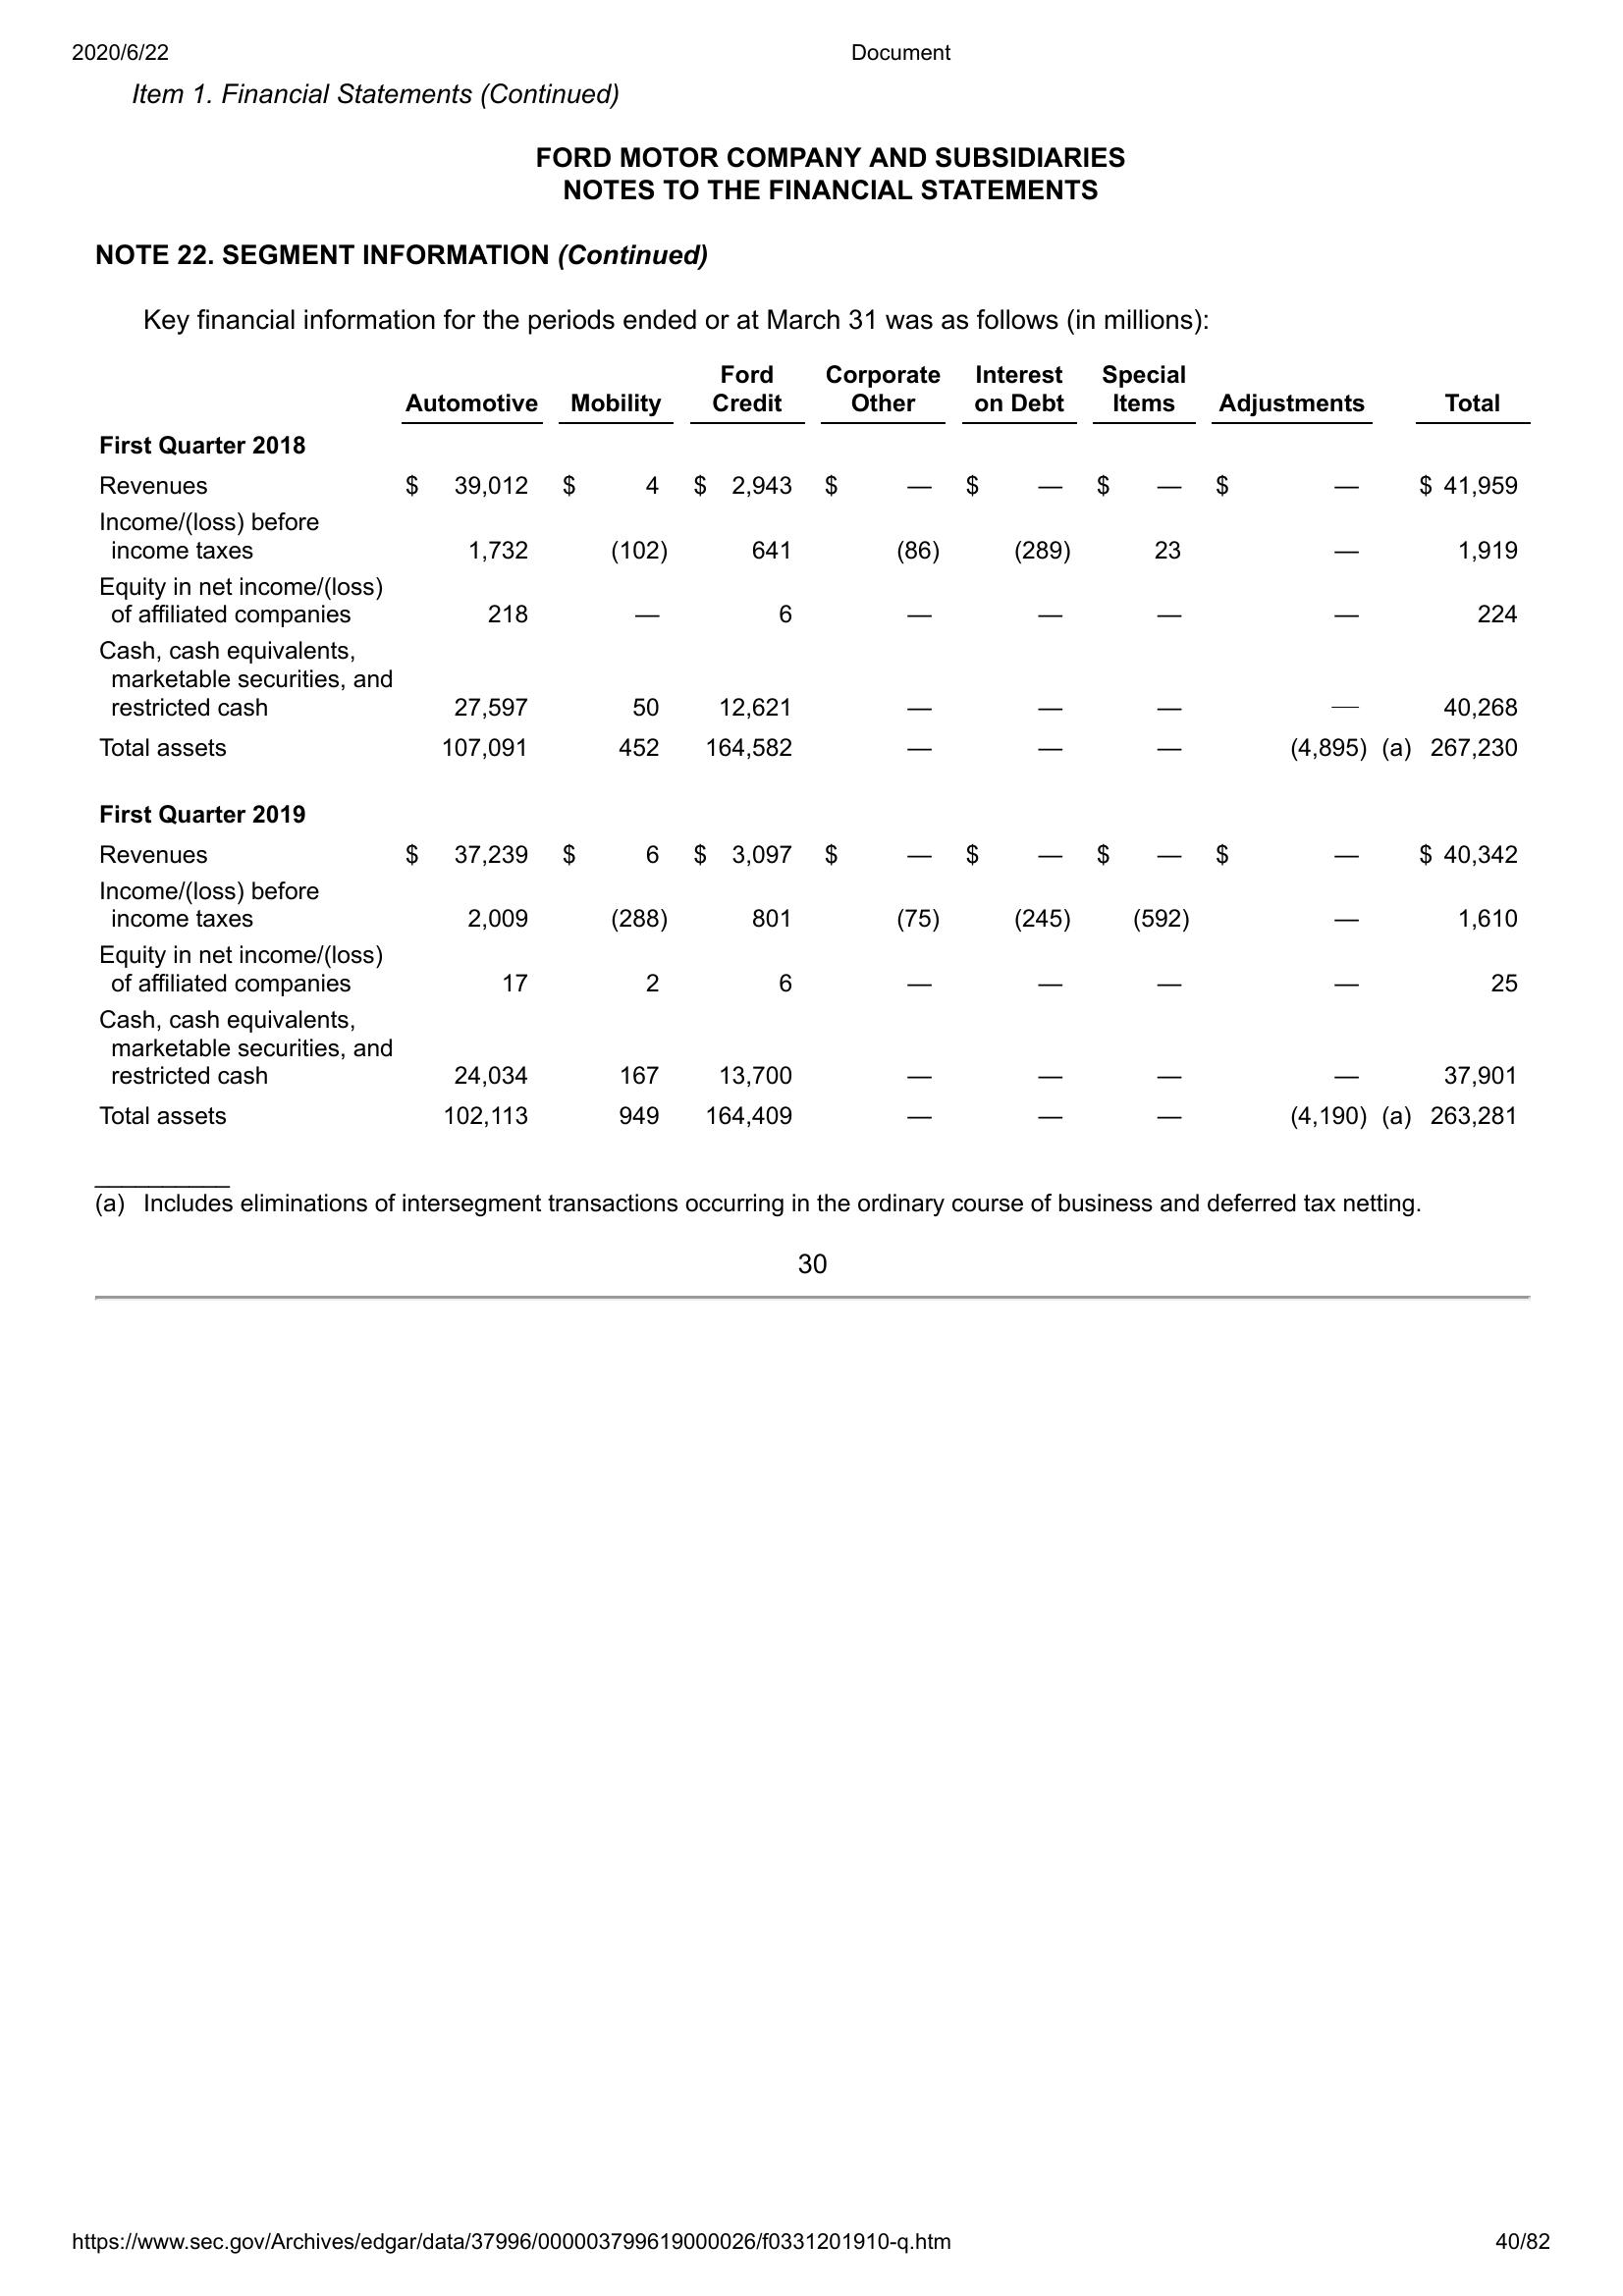 2020/6/22 Document
Item 1. Financial Statements (Continued)
FORD MOTOR COMPANY AND SUBSIDIARIES
NOTES TO THE FINANCIAL STATEMENTS
NOTE 22. SEGMENT INFORMATION (Continued)
Key financial information for the periods ended or at March 31 was as follows (in millions):
Ford Corporate Interest Special
Automotive Mobility Credit Other on Debt Items Adjustments Total
First Quarter 2018
Revenues $ 39,012 $ 4 $ 2,943 $ — $ — $ — $ — $ 41,959
Income/(loss) before
income taxes 1,732 (102) 641 (86) (289) 23 — 1,919
Equity in net income/(loss)
of affiliated companies 218 — 6 — — — — 224
Cash, cash equivalents,
marketable securities, and
restricted cash 27,597 50 12,621 — — — — 40,268
Total assets 107,091 452 164,582 — — — (4,895) (a) 267,230
First Quarter 2019
Revenues $ 37,239 $ 6 $ 3,097 $ — $ — $ — $ — $ 40,342
Income/(loss) before
income taxes 2,009 (288) 801 (75) (245) (592) — 1,610
Equity in net income/(loss)
of affiliated companies 17 2 6 — — — — 25
Cash, cash equivalents,
marketable securities, and
restricted cash 24,034 167 13,700 — — — — 37,901
Total assets 102,113 949 164,409 — — — (4,190) (a) 263,281
__________
(a) Includes eliminations of intersegment transactions occurring in the ordinary course of business and deferred tax netting.
30
https://www.sec.gov/Archives/edgar/data/37996/000003799619000026/f0331201910-q.htm 40/82